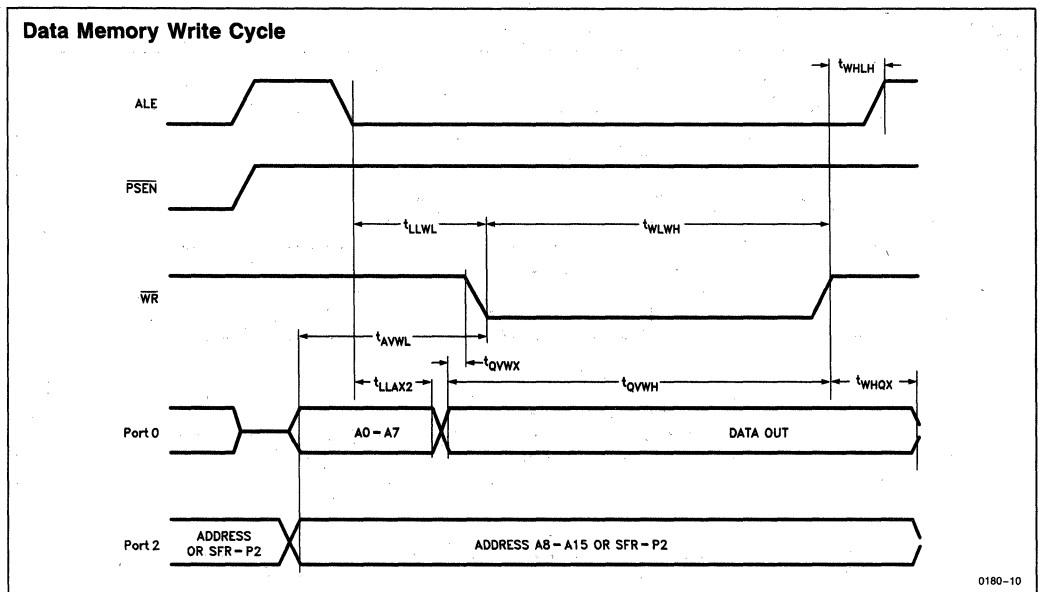 Data Memory Write Cycle
tWHLH
ALE
PSEN
tLLWL
tWLWH
WR
tAVWL
tQVWX
tLLAX2
tQVWH
tWHQX
Port 0
A0–A7
DATA OUT
Port 2
ADDRESS
OR SFR–P2
ADDRESS A8–A15 OR SFR–P2
0180–10